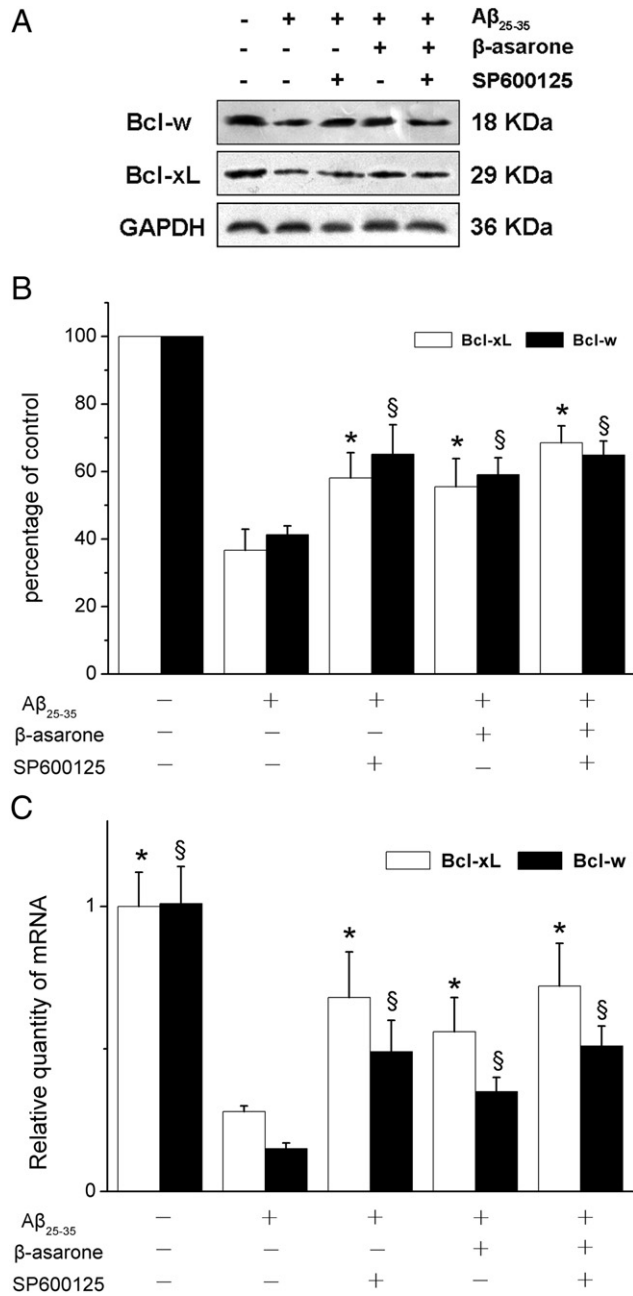 A
- + + + + Aβ25-35
- - - + + β-asarone
- - + - + SP600125
Bcl-w 18 KDa
Bcl-xL 29 KDa
GAPDH 36 KDa
B
Bcl-xL Bcl-w
percentage of control
100
80
60
40
20
0
* § * § * §
Aβ25-35 — + + + +
β-asarone — — — + +
SP600125 — — + — +
C
Bcl-xL Bcl-w
Relative quantity of mRNA
1
0
* § * § * § * §
Aβ25-35 — + + + +
β-asarone — — — + +
SP600125 — — + — +